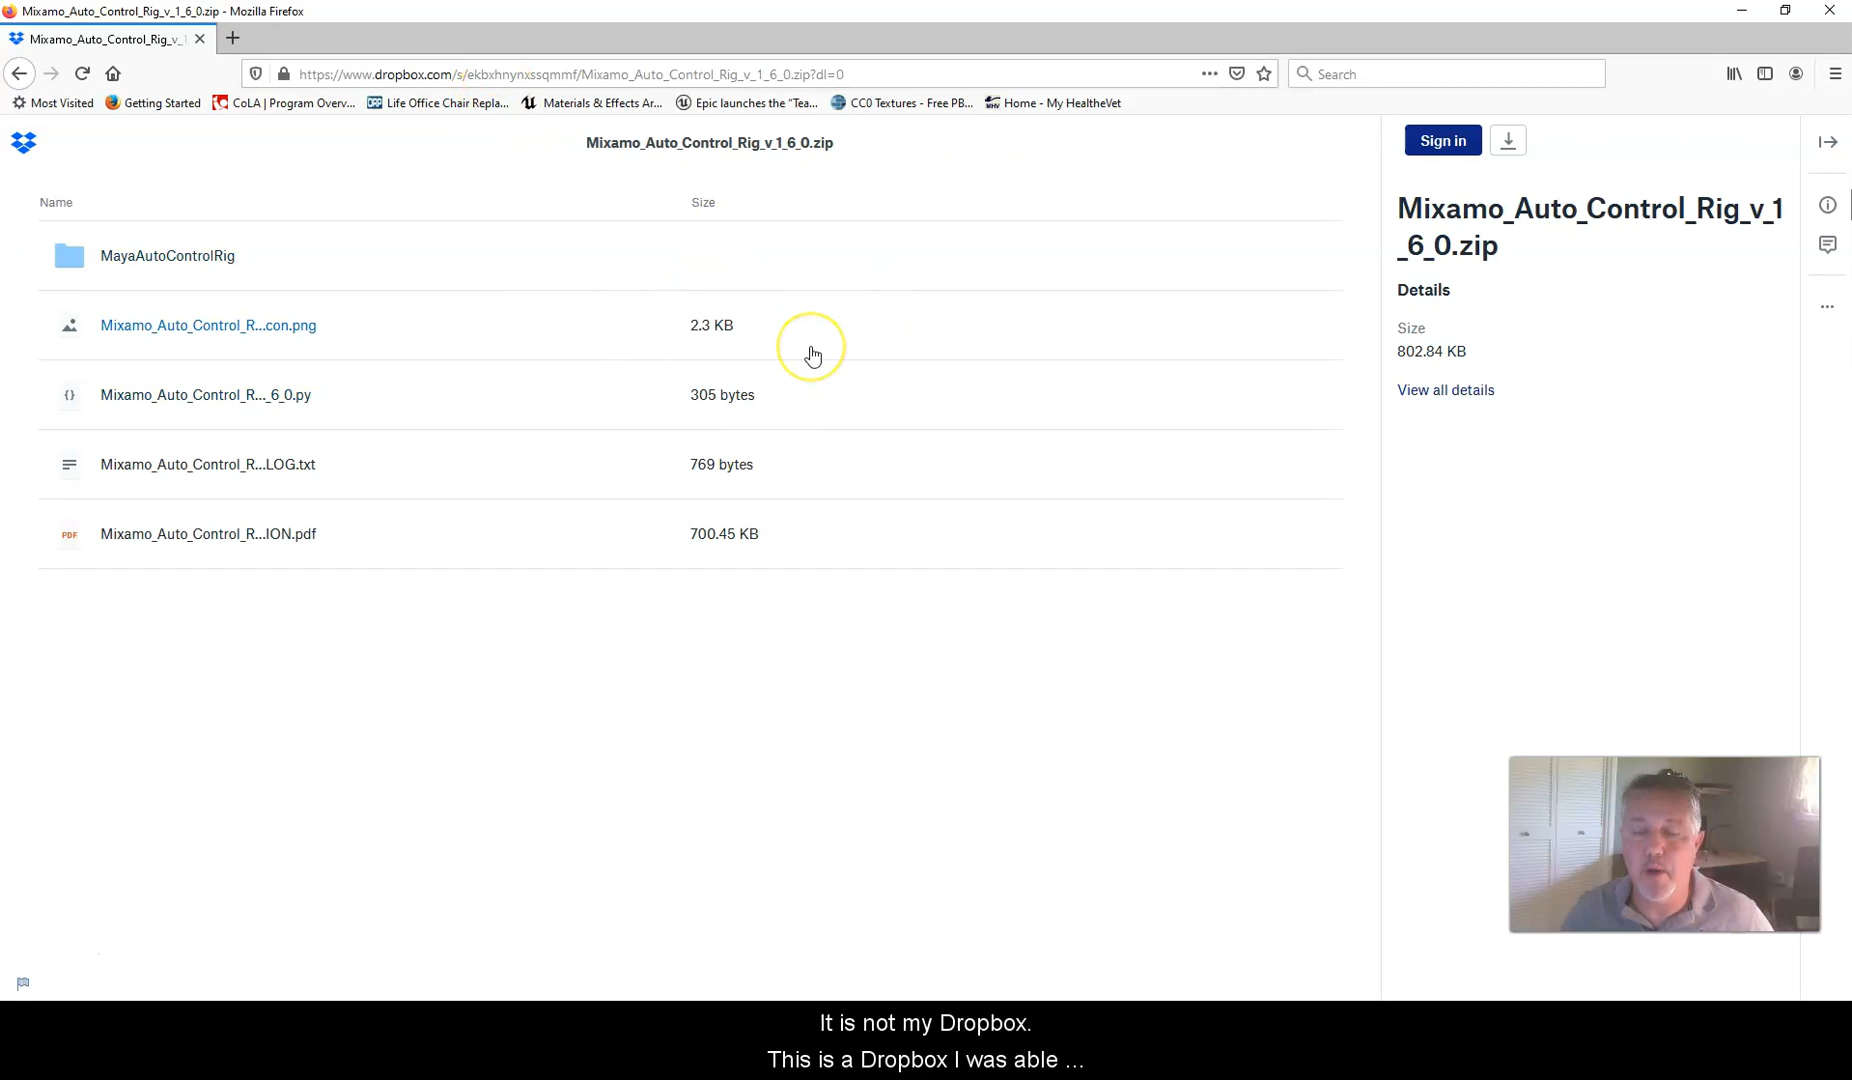 Mixamo_Auto_Control_Rig_v_1_6_0.zip - Mozilla Firefox
Mixamo_Auto_Control_Rig_v_1
https://www.dropbox.com/s/ekbxhnynxssqmmf/Mixamo_Auto_Control_Rig_v_1_6_0.zip?dl=0
Search
Most Visited Getting Started CoLA | Program Overv... Life Office Chair Repla... Materials & Effects Ar... Epic launches the "Tea... CC0 Textures - Free PB... Home - My HealtheVet
Mixamo_Auto_Control_Rig_v_1_6_0.zip
Sign in
Name Size
Mixamo_Auto_Control_Rig_v_1
_6_0.zip
MayaAutoControlRig
Details
Mixamo_Auto_Control_R...con.png 2.3 KB
Size
802.84 KB
Mixamo_Auto_Control_R..._6_0.py 305 bytes
View all details
Mixamo_Auto_Control_R...LOG.txt 769 bytes
PDF Mixamo_Auto_Control_R...ION.pdf 700.45 KB
It is not my Dropbox.
This is a Dropbox I was able ...